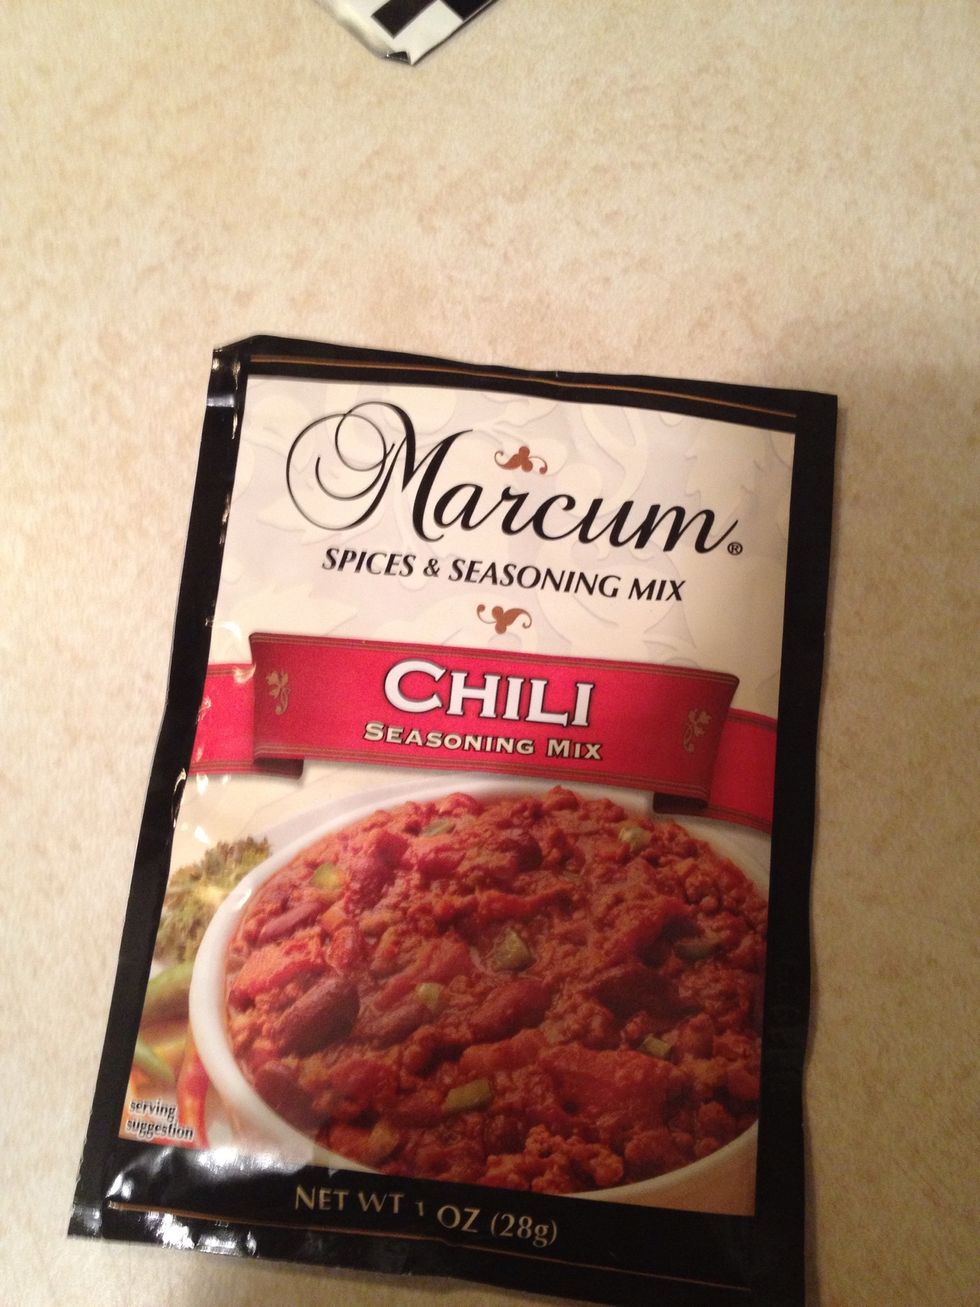 Marcum®
SPICES & SEASONING MIX
CHILI
SEASONING MIX
serving
suggestion
NET WT 1 OZ (28g)